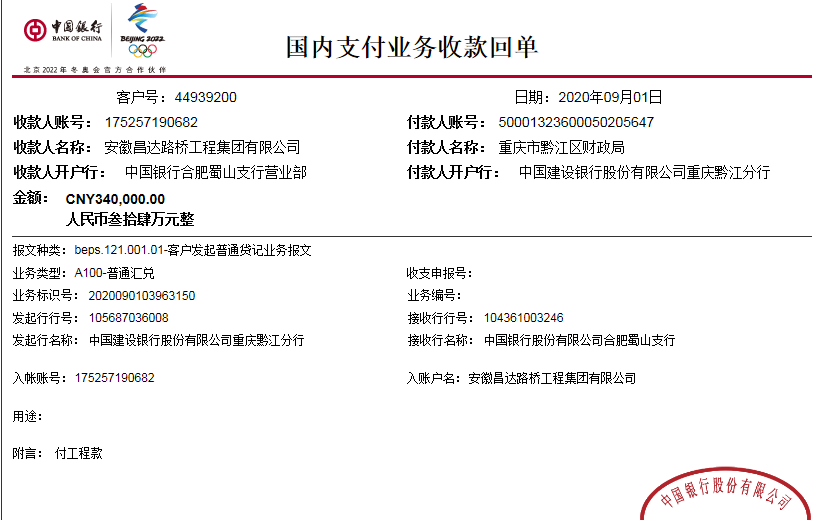 中国银行
BANK OF CHINA
BEIJING 2022
北京2022年冬奥会官方合作伙伴
国内支付业务收款回单
客户号：44939200 日期：2020年09月01日
收款人账号：175257190682 付款人账号：50001323600050205647
收款人名称：安徽昌达路桥工程集团有限公司 付款人名称：重庆市黔江区财政局
收款人开户行：中国银行合肥蜀山支行营业部 付款人开户行：中国建设银行股份有限公司重庆黔江分行
金额：CNY340,000.00
人民币叁拾肆万元整
报文种类：beps.121.001.01-客户发起普通贷记业务报文
业务类型：A100-普通汇兑 收支申报号：
业务标识号：2020090103963150 业务编号：
发起行行号：105687036008 接收行行号：104361003246
发起行名称：中国建设银行股份有限公司重庆黔江分行 接收行名称：中国银行股份有限公司合肥蜀山支行
入帐账号：175257190682 入账户名：安徽昌达路桥工程集团有限公司
用途：
附言：付工程款
中国银行股份有限公司